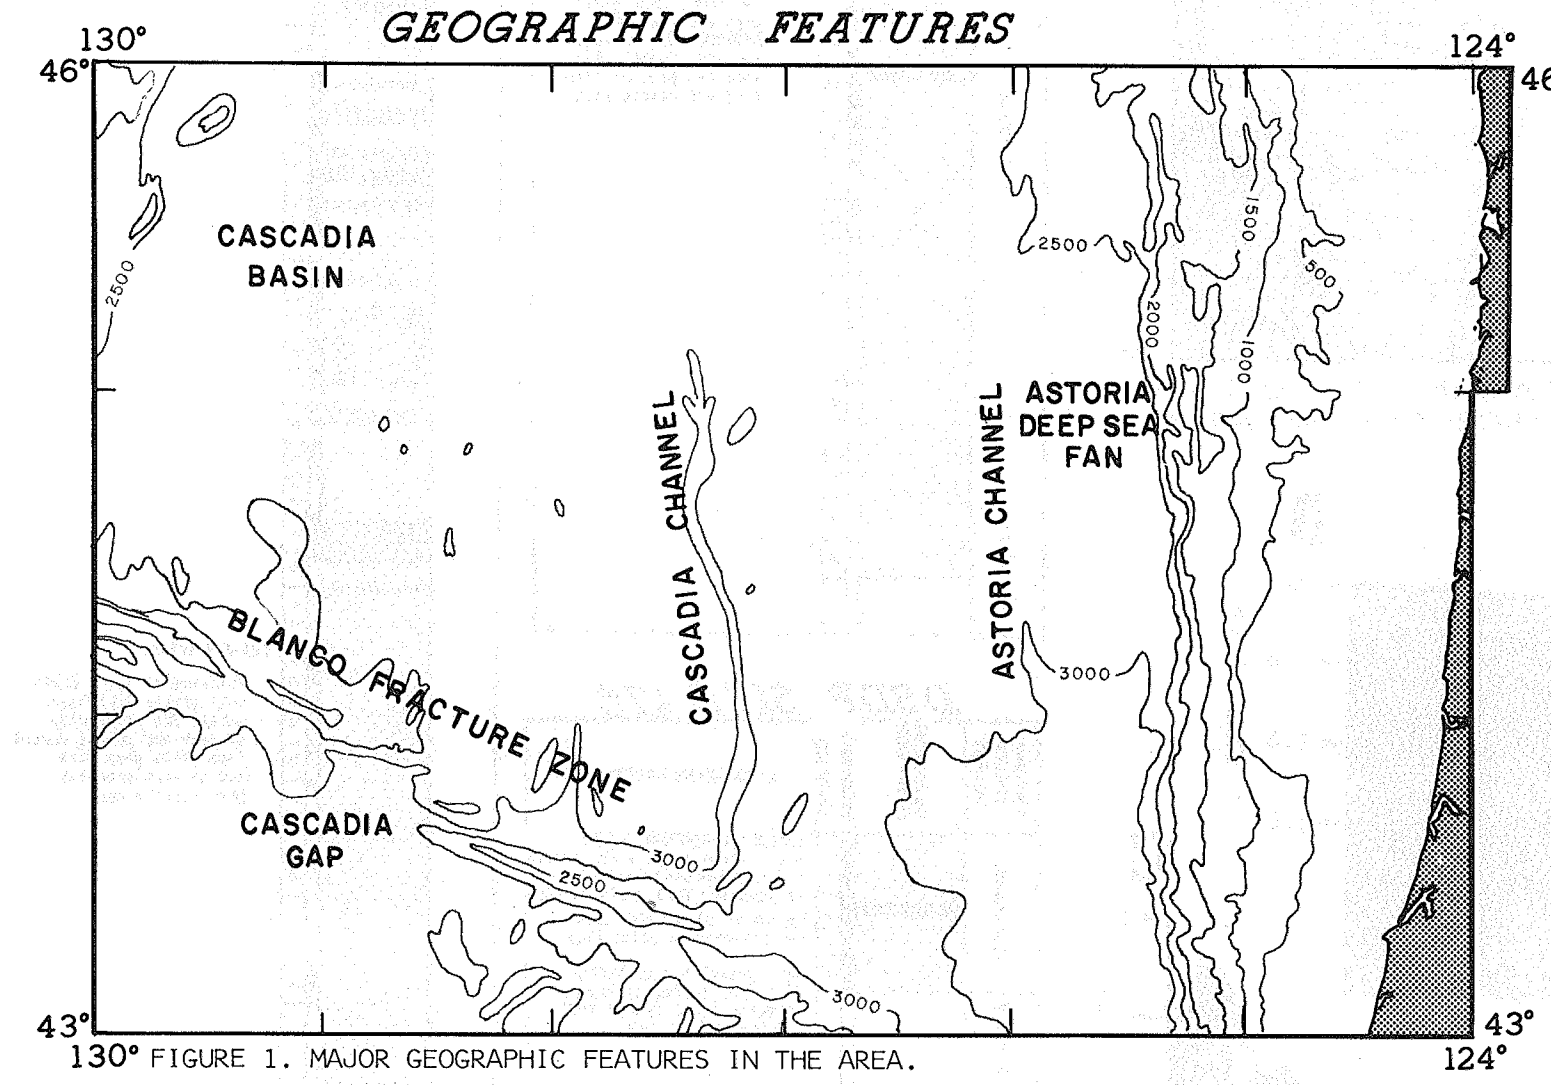 GEOGRAPHIC FEATURES
130°
124°
46°
46
CASCADIA
BASIN
2500
2500
1500
500
2000
1000
ASTORIA
DEEP SEA
FAN
CASCADIA CHANNEL
ASTORIA CHANNEL
BLANCO FRACTURE ZONE
3000
CASCADIA
GAP
3000
2500
3000
43°
43°
130°
124°
FIGURE 1. MAJOR GEOGRAPHIC FEATURES IN THE AREA.